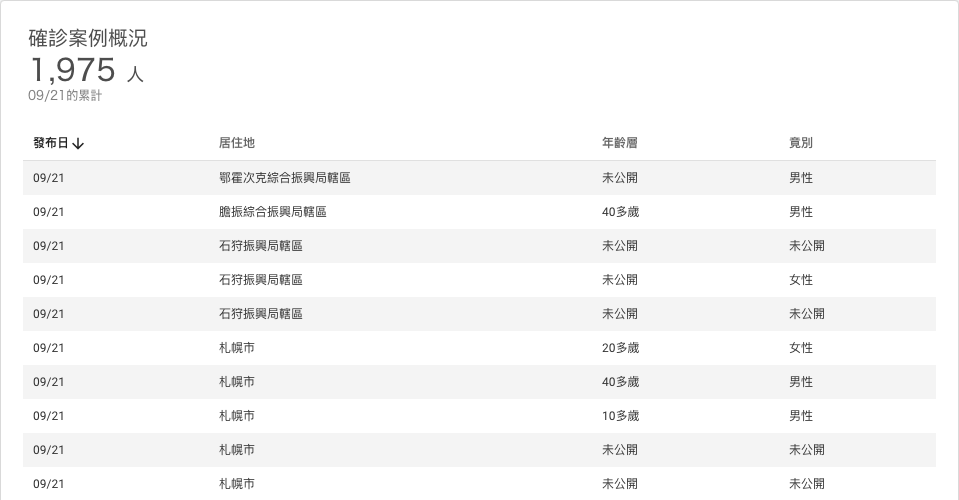 確診案例概況
1,975 人
09/21的累計
發布日↓ 居住地 年齡層 竟別
09/21 鄂霍次克綜合振興局轄區 未公開 男性
09/21 膽振綜合振興局轄區 40多歲 男性
09/21 石狩振興局轄區 未公開 未公開
09/21 石狩振興局轄區 未公開 女性
09/21 石狩振興局轄區 未公開 未公開
09/21 札幌市 20多歲 女性
09/21 札幌市 40多歲 男性
09/21 札幌市 10多歲 男性
09/21 札幌市 未公開 未公開
09/21 札幌市 未公開 未公開